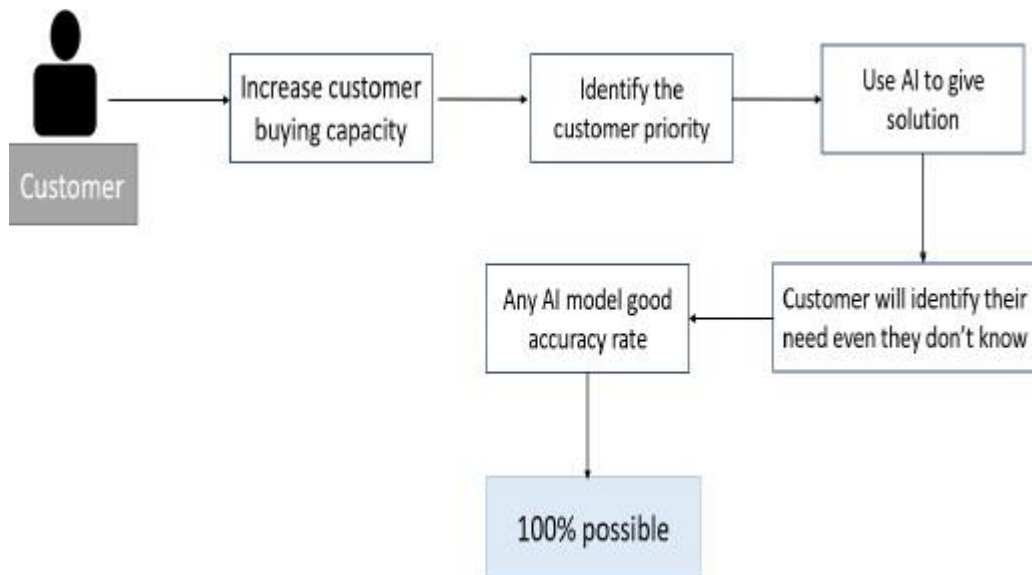 Customer
Increase customer
buying capacity
Identify the
customer priority
Use AI to give
solution
Customer will identify their
need even they don't know
Any AI model good
accuracy rate
100% possible